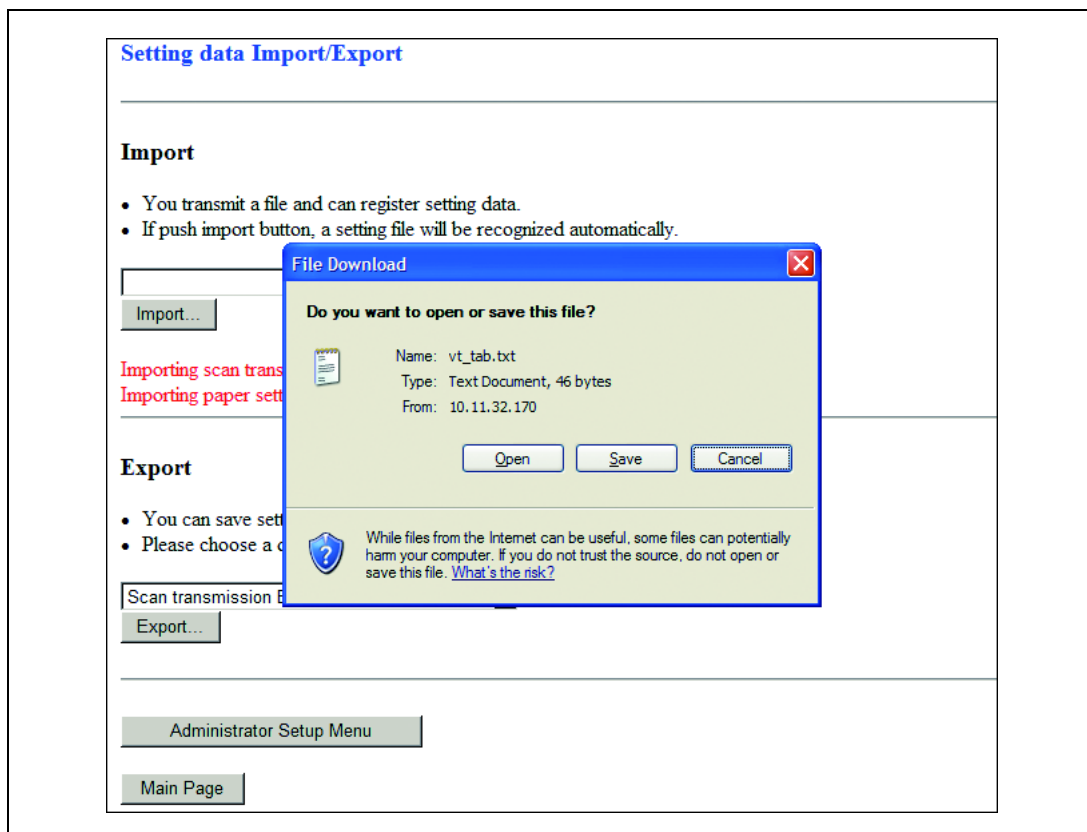 Setting data Import/Export
Import
• You transmit a file and can register setting data.
• If push import button, a setting file will be recognized automatically.
Import...
Importing scan trans
Importing paper sett
File Download
Do you want to open or save this file?
Name: vt_tab.txt
Type: Text Document, 46 bytes
From: 10.11.32.170
Open Save Cancel
While files from the Internet can be useful, some files can potentially
harm your computer. If you do not trust the source, do not open or
save this file. What's the risk?
Export
• You can save sett
• Please choose a
Scan transmission
Export...
Administrator Setup Menu
Main Page